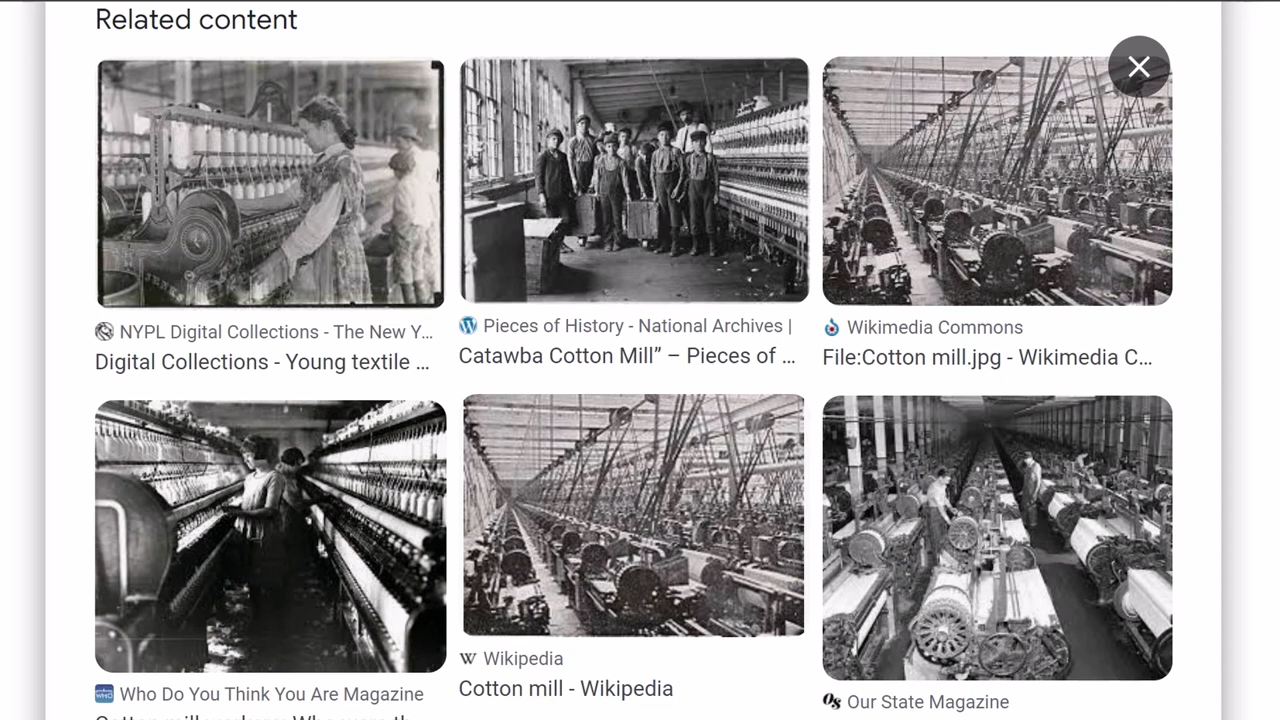 Related content
NYPL Digital Collections - The New Y...
Digital Collections - Young textile ...
Pieces of History - National Archives |
Catawba Cotton Mill” – Pieces of ...
Wikimedia Commons
File:Cotton mill.jpg - Wikimedia C...
Who Do You Think You Are Magazine
Wikipedia
Cotton mill - Wikipedia
Our State Magazine